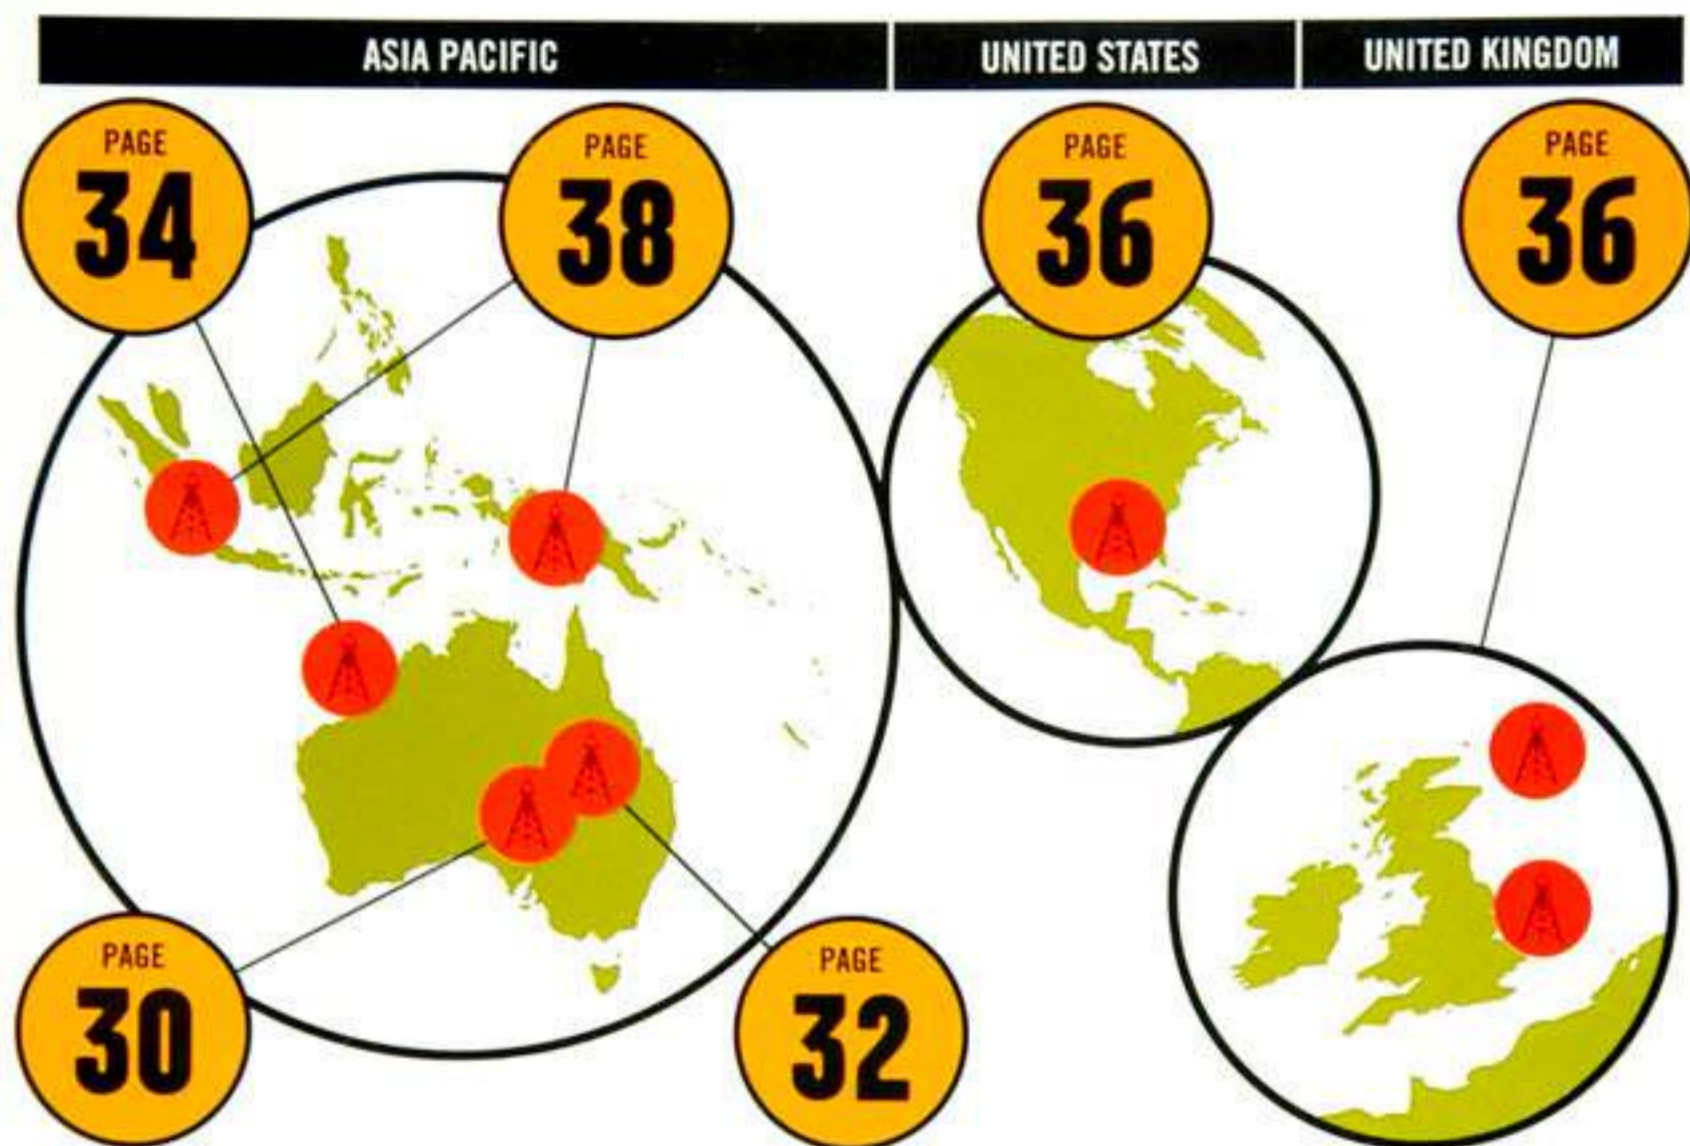 ASIA PACIFIC
UNITED STATES
UNITED KINGDOM
PAGE
34
PAGE
38
PAGE
36
PAGE
36
PAGE
30
PAGE
32